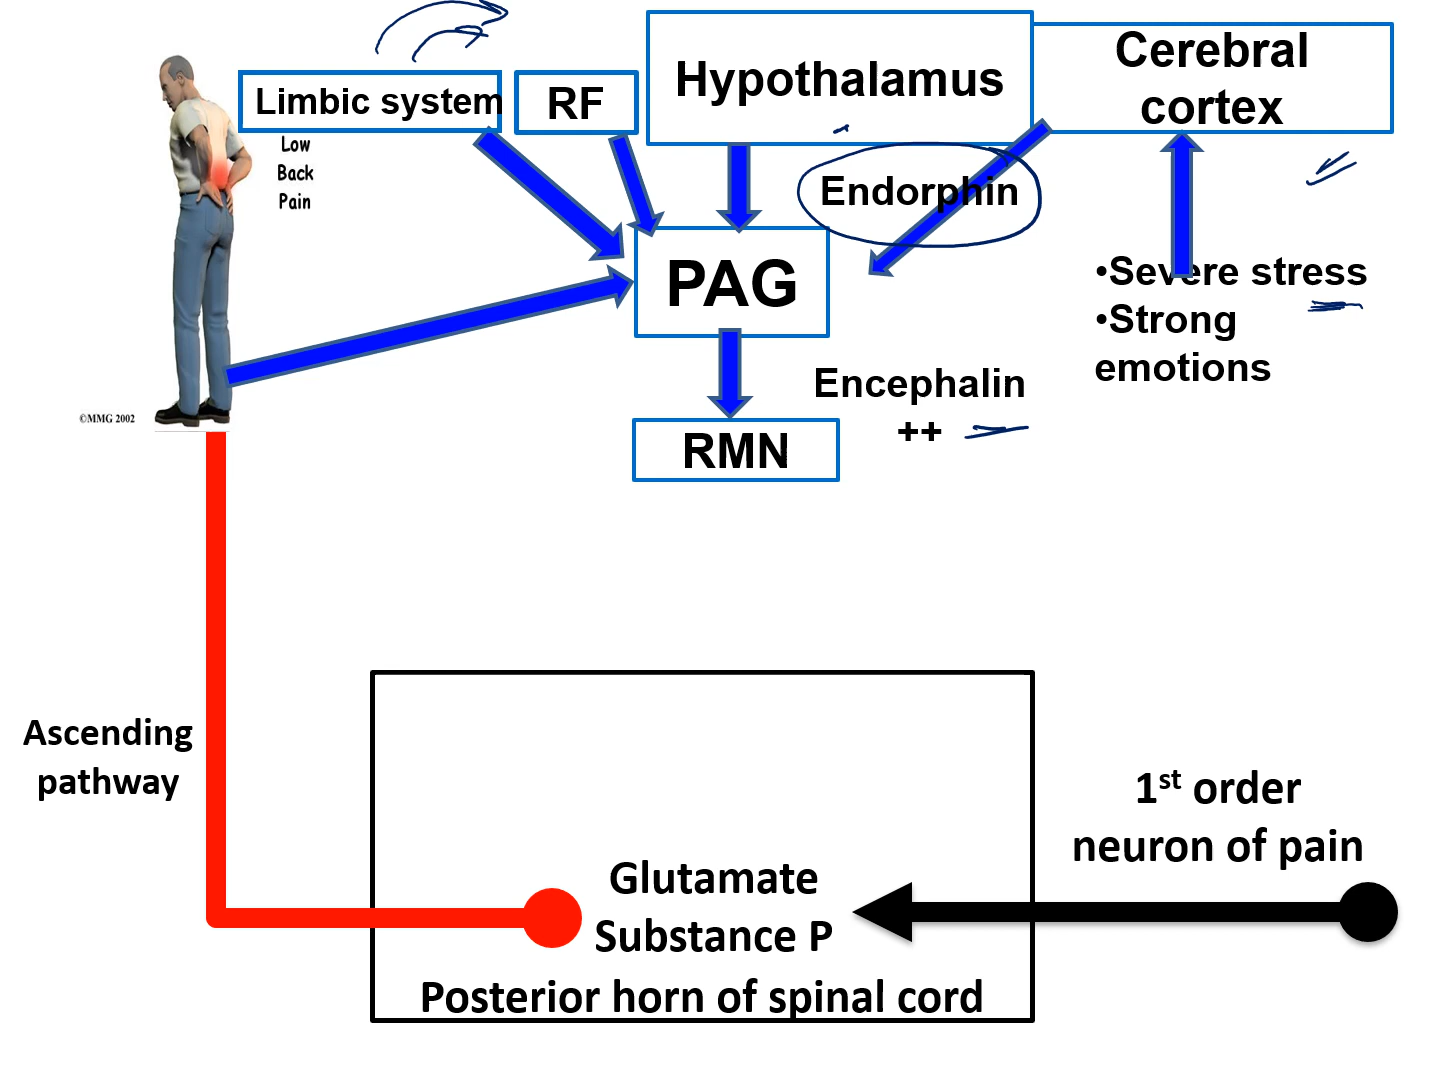 Limbic system
RF
Hypothalamus
Cerebral
cortex
Low
Back
Pain
Endorphin
PAG
•Severe stress
•Strong
emotions
Encephalin
++
©MMG 2002
RMN
Ascending
pathway
1st order
neuron of pain
Glutamate
Substance P
Posterior horn of spinal cord